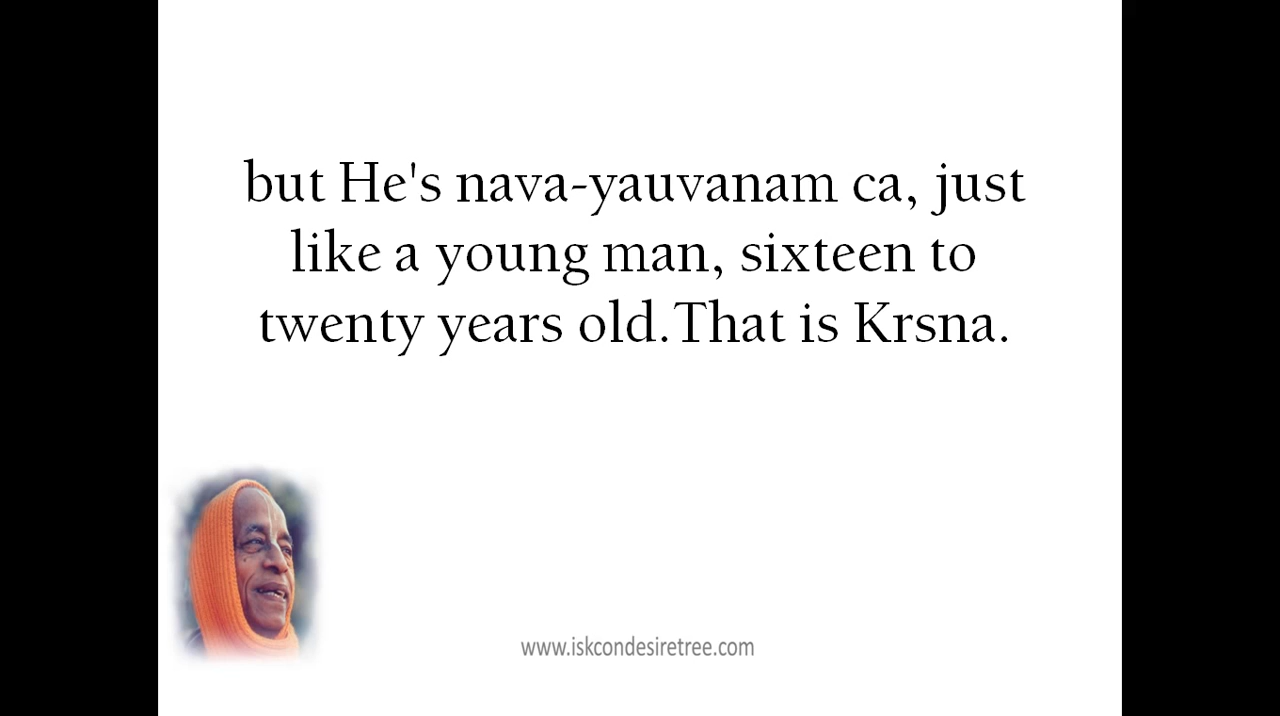 but He's nava-yauvanam ca, just
like a young man, sixteen to
twenty years old.That is Krsna.
www.iskcondesiretree.com